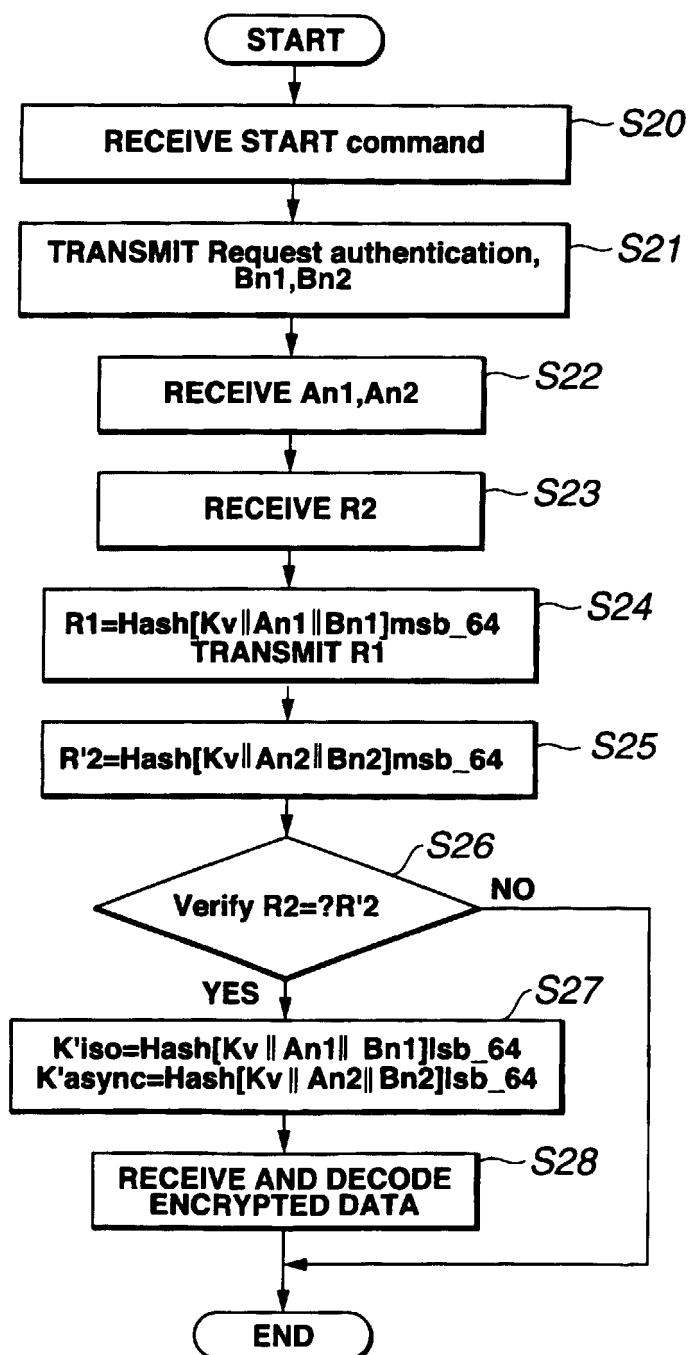 START
RECEIVE START command
S20
TRANSMIT Request authentication,
Bn1,Bn2
S21
RECEIVE An1,An2
S22
RECEIVE R2
S23
R1=Hash[Kv||An1||Bn1]msb_64
TRANSMIT R1
S24
R'2=Hash[Kv||An2||Bn2]msb_64
S25
Verify R2=?R'2
S26
NO
YES
K'iso=Hash[Kv || An1|| Bn1]lsb_64
K'async=Hash[Kv || An2|| Bn2]lsb_64
S27
RECEIVE AND DECODE
ENCRYPTED DATA
S28
END